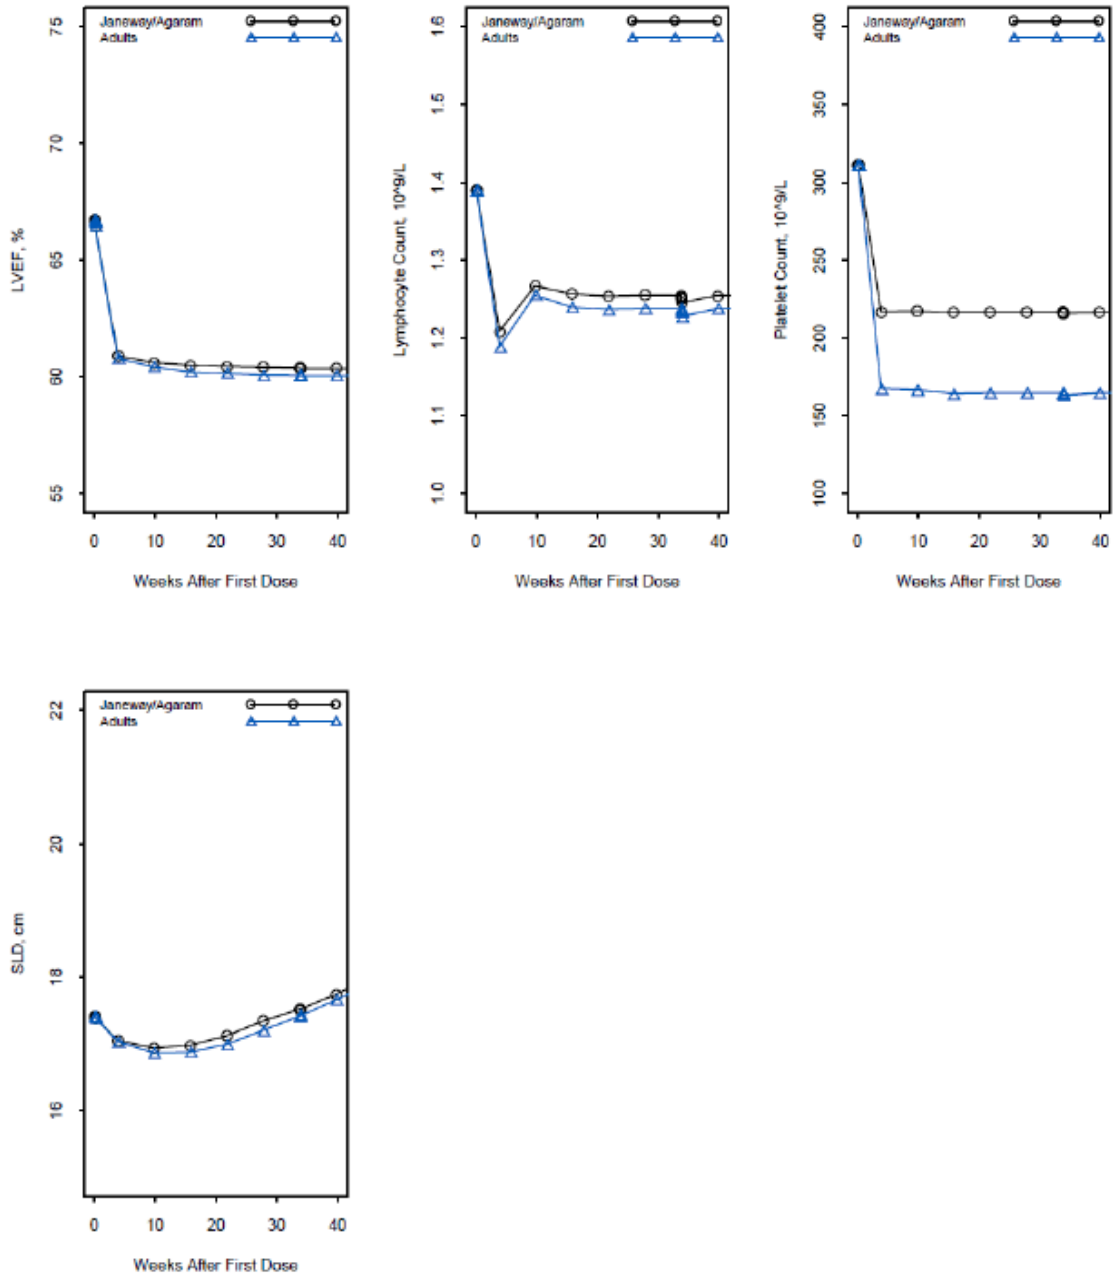 Janeway/Agaram
Adults
75
70
65
60
55
LVEF, %
0 10 20 30 40
Weeks After First Dose
Janeway/Agaram
Adults
1.6
1.5
1.4
1.3
1.2
1.1
1.0
Lymphocyte Count, 10^9/L
0 10 20 30 40
Weeks After First Dose
Janeway/Agaram
Adults
400
350
300
250
200
150
100
Platelet Count, 10^9/L
0 10 20 30 40
Weeks After First Dose
Janeway/Agaram
Adults
22
20
18
16
SLD, cm
0 10 20 30 40
Weeks After First Dose